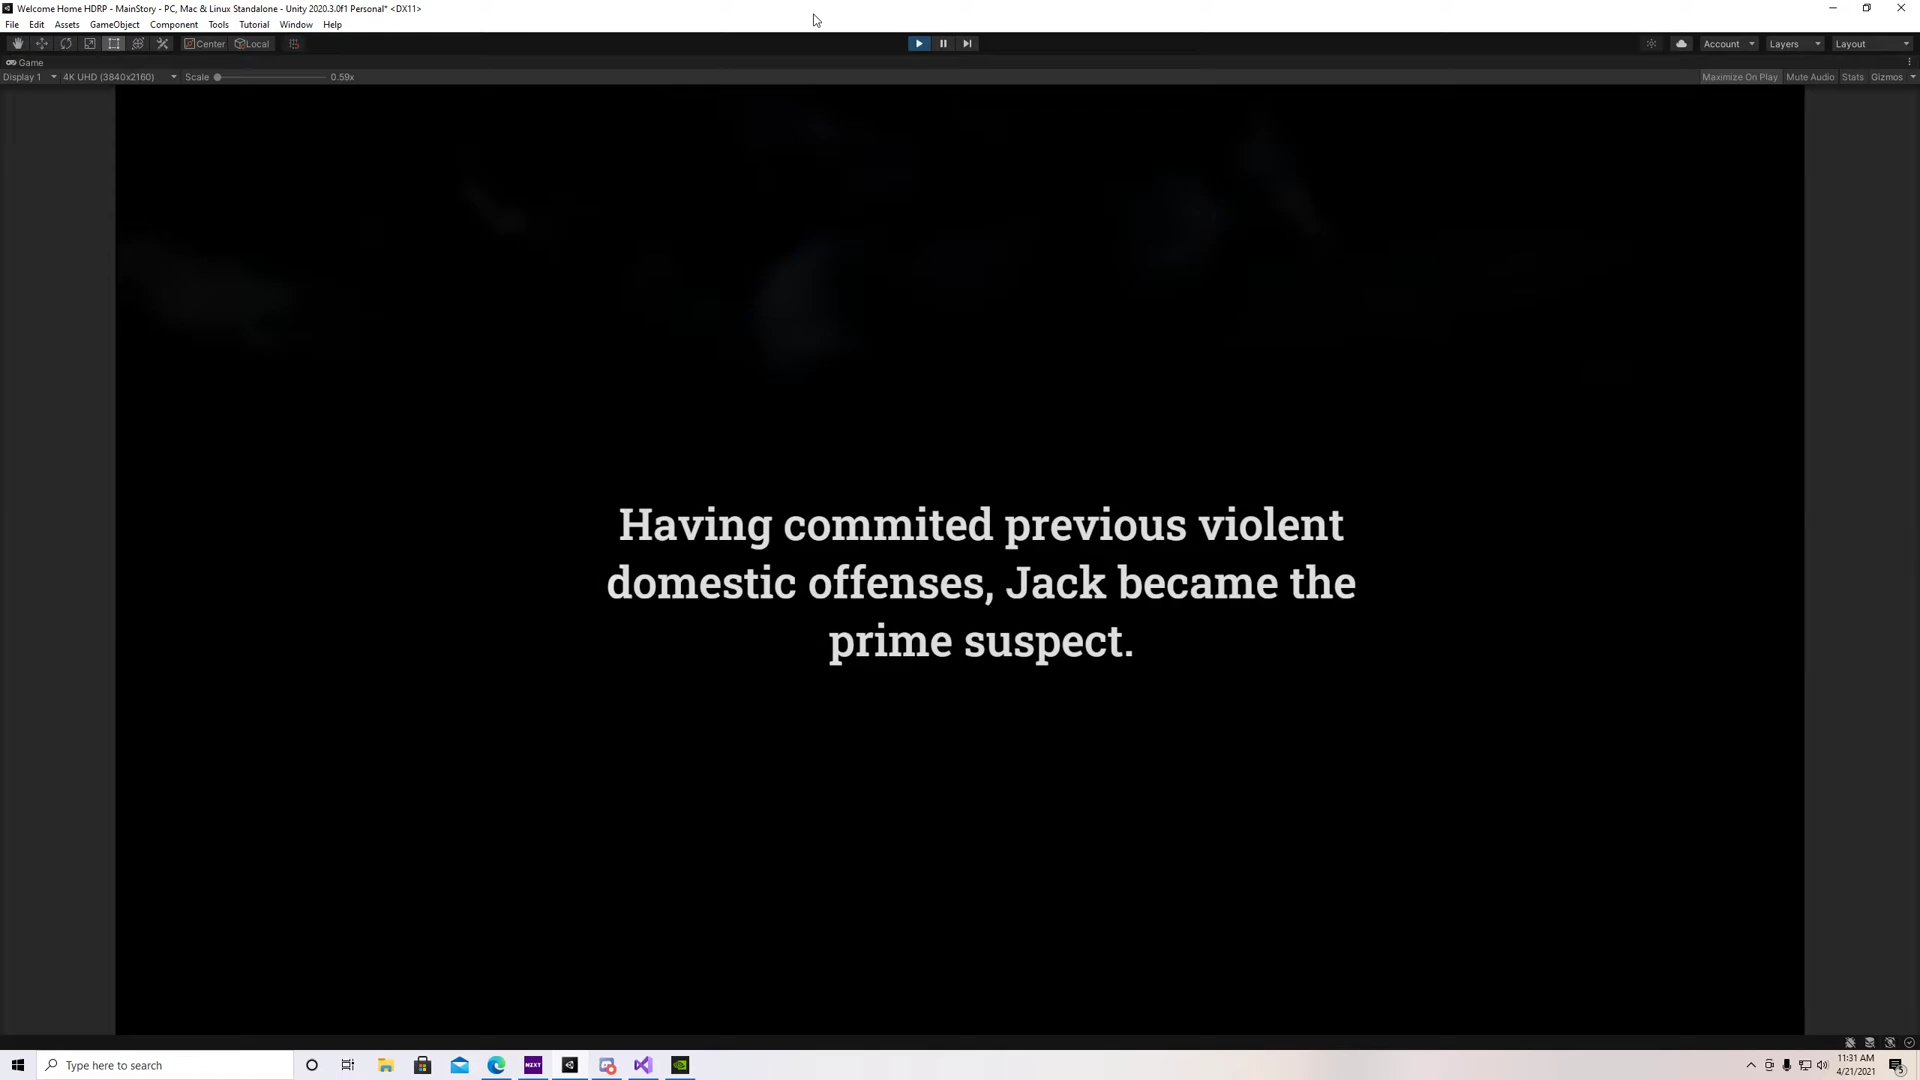 Welcome Home HDRP - MainStory - PC, Mac & Linux Standalone - Unity 2020.3.0f1 Personal* <DX11>
File Edit Assets GameObject Component Tools Tutorial Window Help
Center Local Account Layers Layout
Game
Display 1 4K UHD (3840x2160) Scale 0.59x Maximize On Play Mute Audio Stats Gizmos
Having commited previous violent
domestic offenses, Jack became the
prime suspect.
Type here to search
11:31 AM
4/21/2021